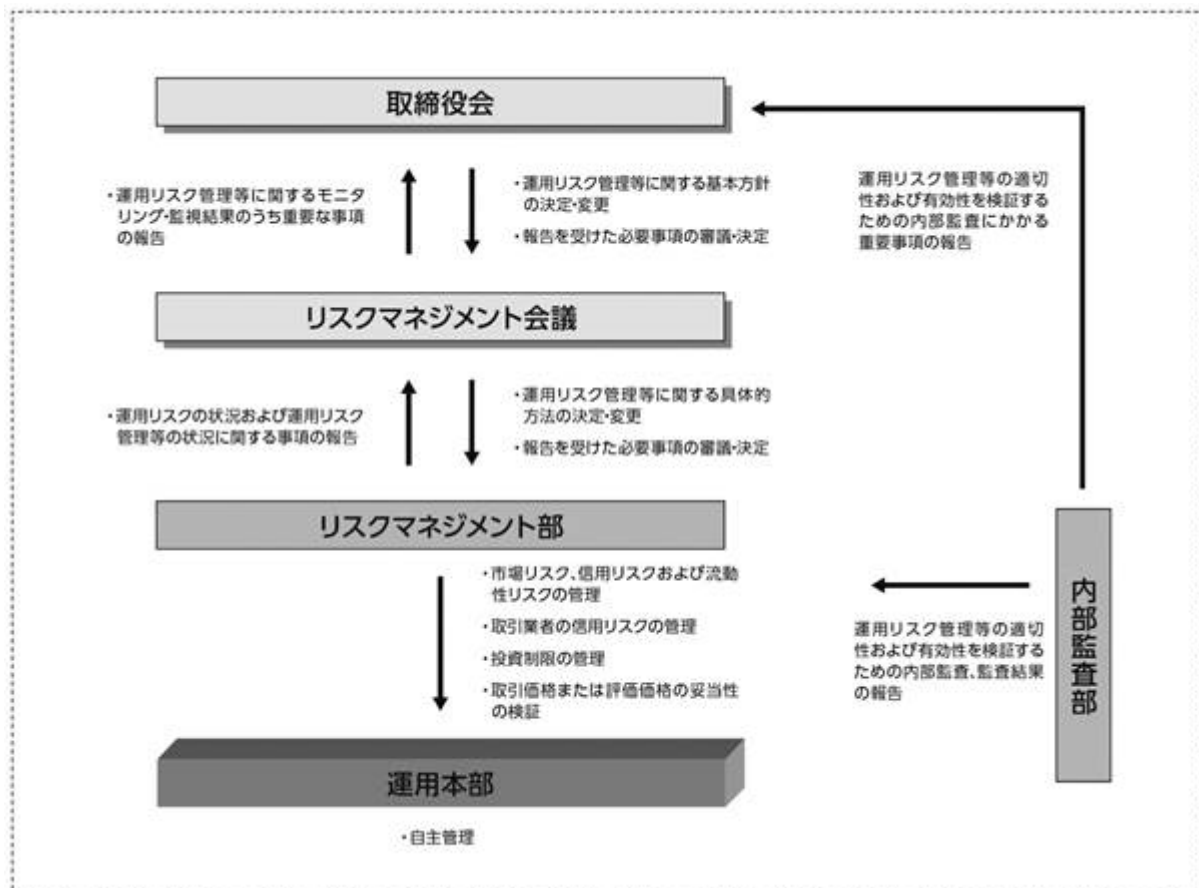 取締役会
・運用リスク管理等に関するモニタ
リング・監視結果のうち重要な事項
の報告
・運用リスク管理等に関する基本方針
の決定・変更
・報告を受けた必要事項の審議・決定
運用リスク管理等の適切
性および有効性を検証する
ための内部監査にかかる
重要事項の報告
リスクマネジメント会議
・運用リスクの状況および運用リスク
管理等の状況に関する事項の報告
・運用リスク管理等に関する具体的
方法の決定・変更
・報告を受けた必要事項の審議・決定
リスクマネジメント部
・市場リスク、信用リスクおよび流動
性リスクの管理
・取引業者の信用リスクの管理
・投資制限の管理
・取引価格または評価価格の妥当性
の検証
運用リスク管理等の適切
性および有効性を検証する
ための内部監査、監査結果
の報告
内部監査部
運用本部
・自主管理